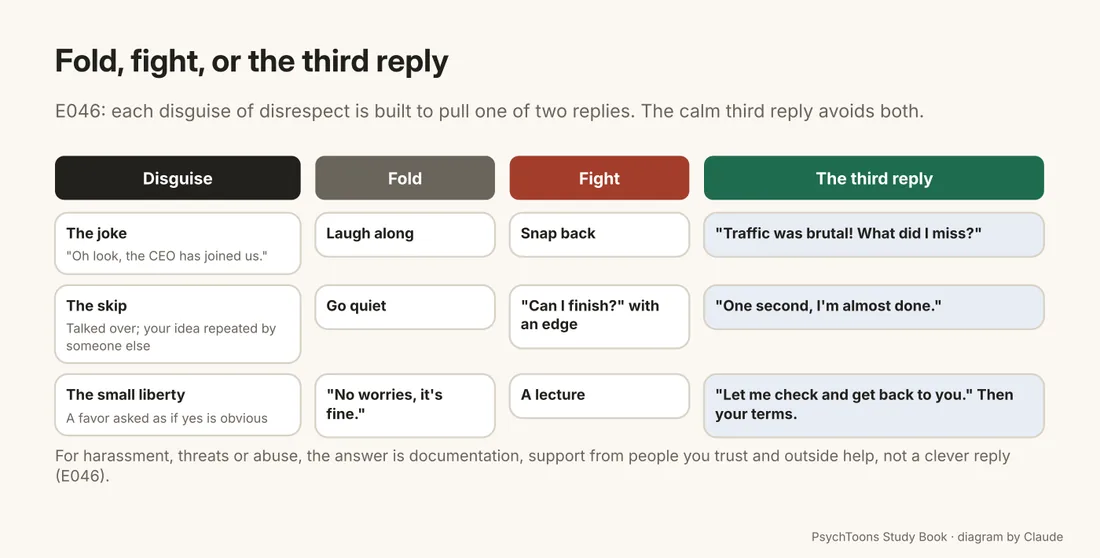 Fold, fight, or the third reply
E046: each disguise of disrespect is built to pull one of two replies. The calm third reply avoids both.
Disguise
Fold
Fight
The third reply
The joke
"Oh look, the CEO has joined us."
Laugh along
Snap back
"Traffic was brutal! What did I miss?"
The skip
Talked over; your idea repeated by
someone else
Go quiet
"Can I finish?" with
an edge
"One second, I'm almost done."
The small liberty
A favor asked as if yes is obvious
"No worries, it's
fine."
A lecture
"Let me check and get back to you." Then
your terms.
For harassment, threats or abuse, the answer is documentation, support from people you trust and outside help, not a clever reply
(E046).
PsychToons Study Book · diagram by Claude